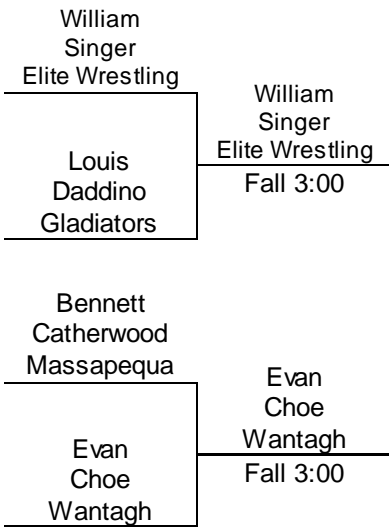 William
Singer
Elite Wrestling
William
Singer
Elite Wrestling
Louis
Daddino
Gladiators
Fall 3:00
Bennett
Catherwood
Massapequa
Evan
Choe
Wantagh
Evan
Choe
Wantagh
Fall 3:00